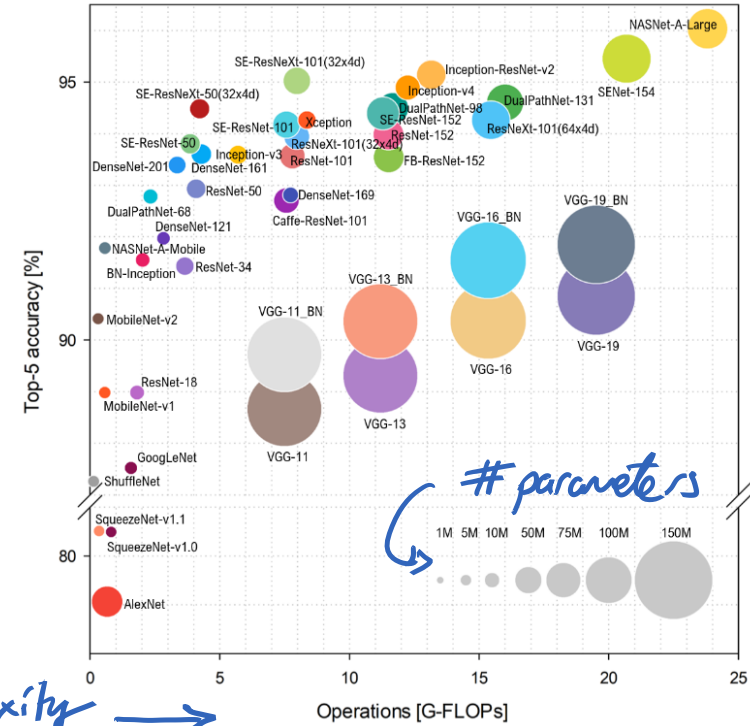 NASNet-A-Large
SE-ResNeXt-101(32x4d)
Inception-ResNet-v2
95
SENet-154
Inception-v4
SE-ResNeXt-50(32x4d)
DualPathNet-131
DualPathNet-98
SE-ResNet-152
Xception
SE-ResNet-101
ResNeXt-101(64x4d)
ResNet-152
SE-ResNet-50
ResNeXt-101(32x4d)
Inception-v3
ResNet-101
FB-ResNet-152
DenseNet-201
DenseNet-161
ResNet-50
DenseNet-169
DualPathNet-68
Caffe-ResNet-101
VGG-19_BN
VGG-16_BN
DenseNet-121
NASNet-A-Mobile
BN-Inception
ResNet-34
VGG-13_BN
VGG-11_BN
MobileNet-v2
90
VGG-19
VGG-16
ResNet-18
MobileNet-v1
VGG-13
VGG-11
GoogLeNet
ShuffleNet
# parameters
SqueezeNet-v1.1
SqueezeNet-v1.0
1M 5M 10M 50M 75M 100M 150M
80
AlexNet
Top-5 accuracy [%]
0 5 10 15 20 25
Operations [G-FLOPs]
xity